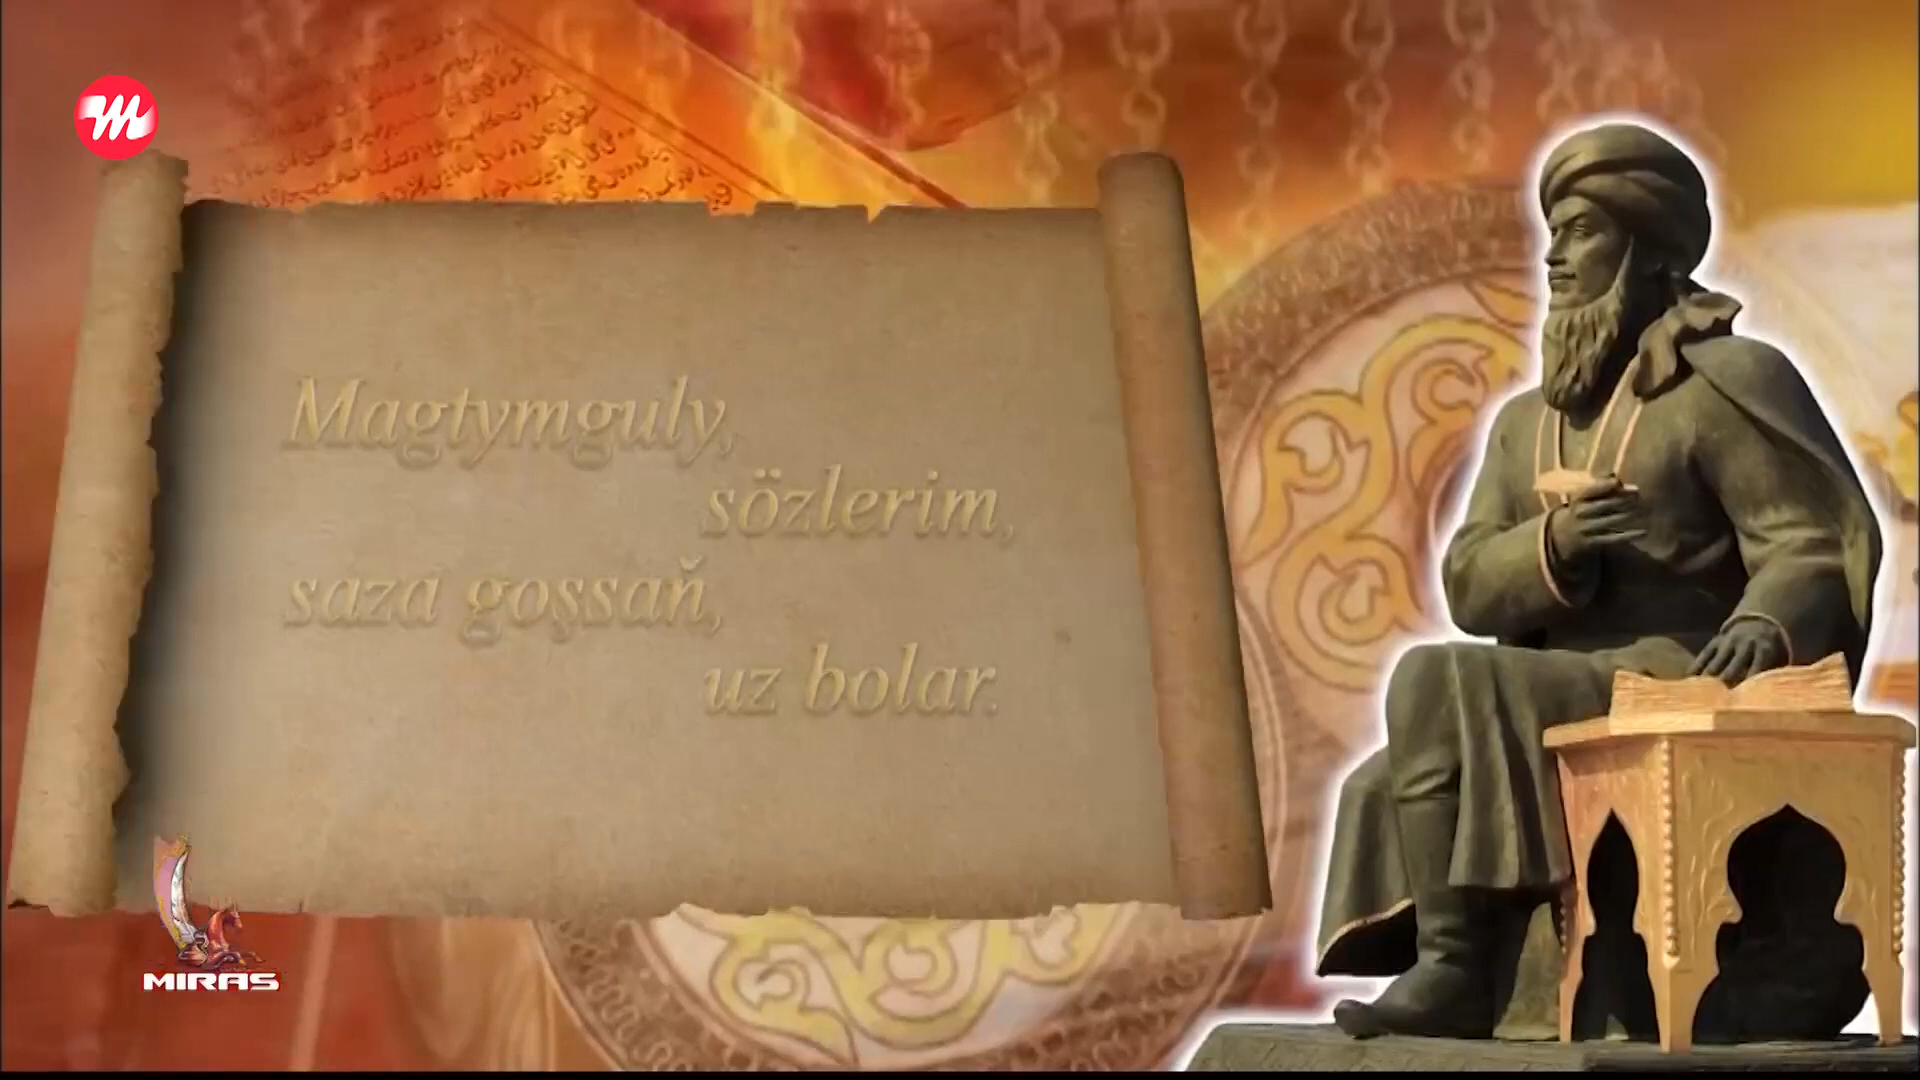 Magtymguly,
sözlerim,
saza goşsaň,
uz bolar.
MIRAS